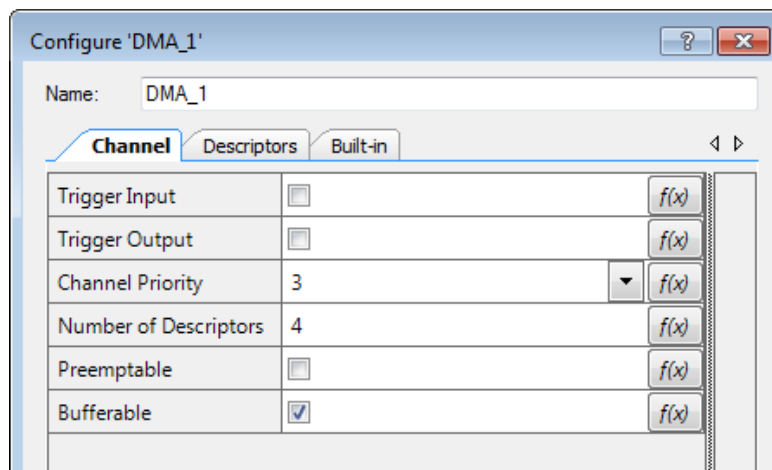 Configure 'DMA_1'
?
Name: DMA_1
Channel Descriptors Built-in
Trigger Input f(x)
Trigger Output f(x)
Channel Priority 3 f(x)
Number of Descriptors 4 f(x)
Preemptable f(x)
Bufferable f(x)